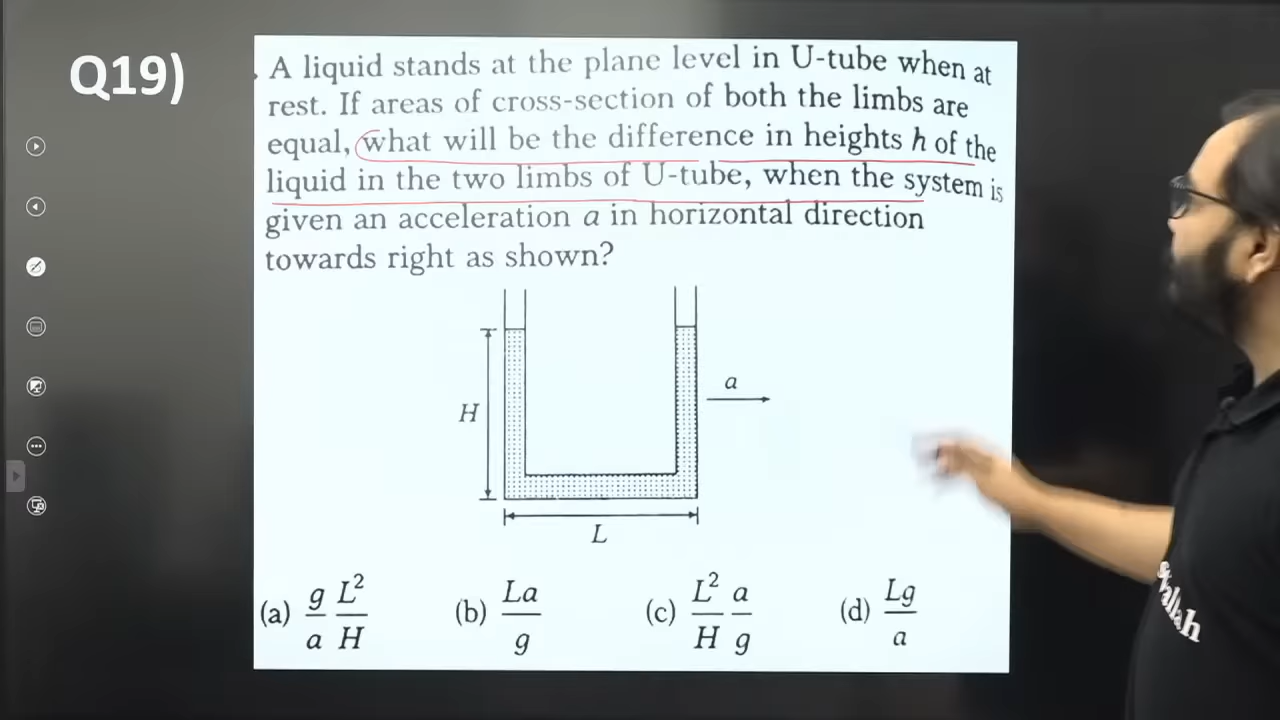 Q19)
A liquid stands at the plane level in U-tube when at
rest. If areas of cross-section of both the limbs are
equal, what will be the difference in heights h of the
liquid in the two limbs of U-tube, when the system is
given an acceleration a in horizontal direction
towards right as shown?
a
H
L
(a) g/a L²/H (b) La/g (c) L²/H a/g (d) Lg/a